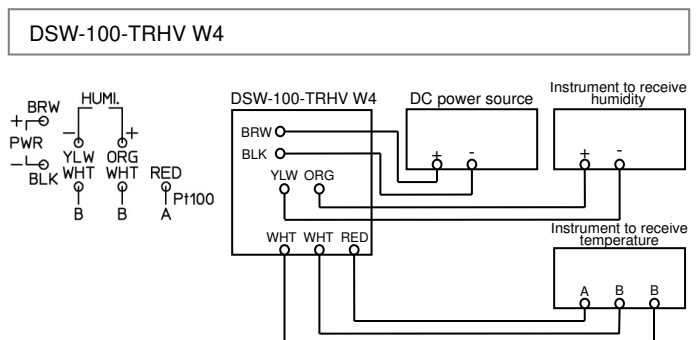 DSW-100-TRHV W4
HUMI.
BRW
+
PWR
–
BLK
– +
YLW ORG
WHT WHT RED
Pt100
B B A
DSW-100-TRHV W4
BRW
BLK
YLW ORG
WHT WHT RED
DC power source
+ -
Instrument to receive
humidity
+ -
Instrument to receive
temperature
A B B